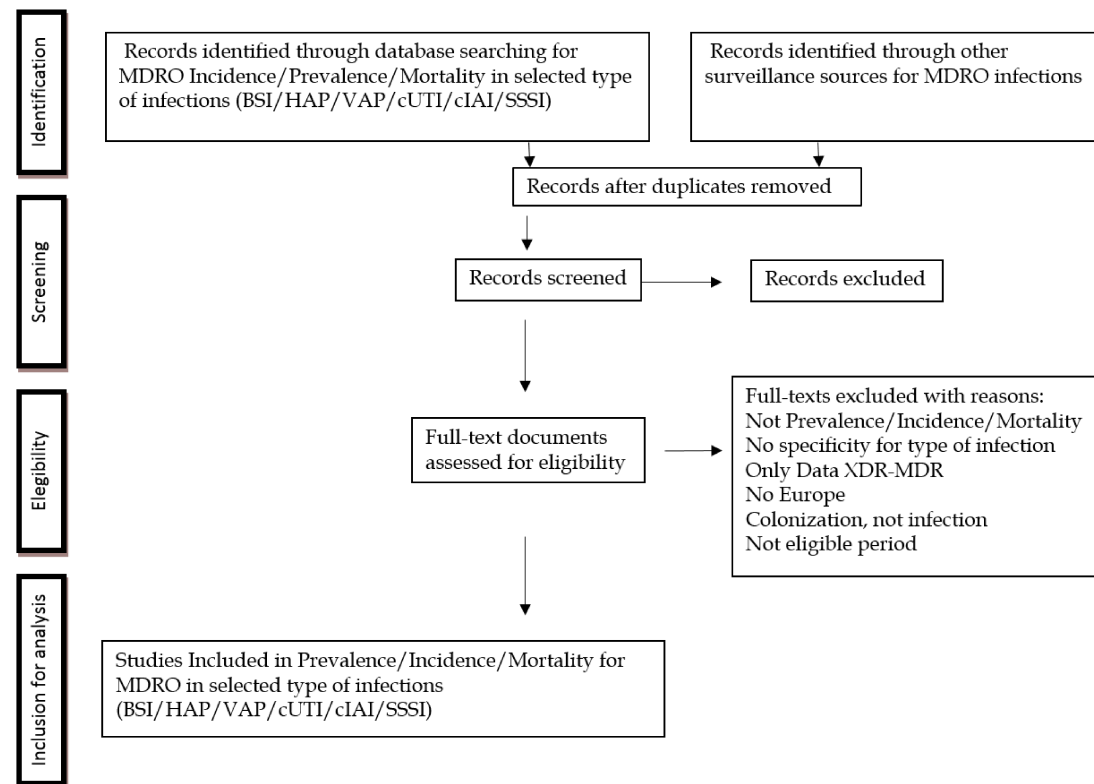 Identification
Records identified through database searching for
MDRO Incidence/Prevalence/Mortality in selected type
of infections (BSI/HAP/VAP/cUTI/cIAI/SSSI)
Records identified through other
surveillance sources for MDRO infections
Records after duplicates removed
Screening
Records screened
Records excluded
Elegibility
Full-text documents
assessed for eligibility
Full-texts excluded with reasons:
Not Prevalence/Incidence/Mortality
No specificity for type of infection
Only Data XDR-MDR
No Europe
Colonization, not infection
Not eligible period
Inclusion for analysis
Studies Included in Prevalence/Incidence/Mortality for
MDRO in selected type of infections
(BSI/HAP/VAP/cUTI/cIAI/SSSI)